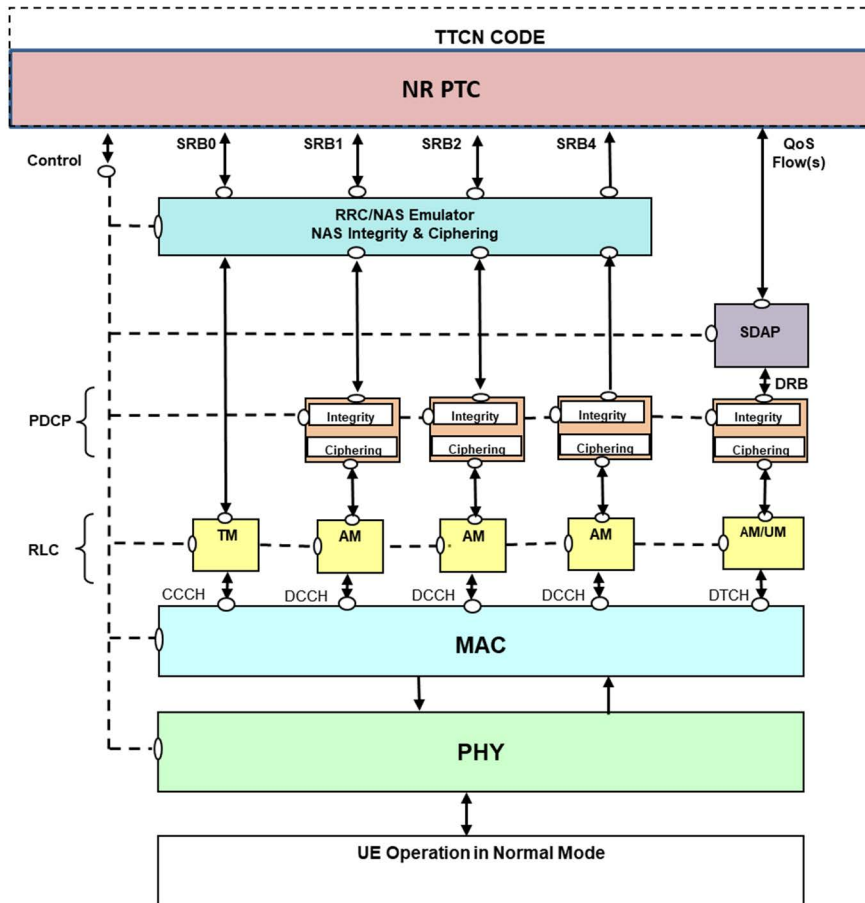 TTCN CODE
NR PTC
Control
SRB0
SRB1
SRB2
SRB4
QoS
Flow(s)
RRC/NAS Emulator
NAS Integrity & Ciphering
SDAP
DRB
PDCP
Integrity
Integrity
Integrity
Integrity
Ciphering
Ciphering
Ciphering
Ciphering
RLC
TM
AM
AM
AM
AM/UM
CCCH
DCCH
DCCH
DCCH
DTCH
MAC
PHY
UE Operation in Normal Mode